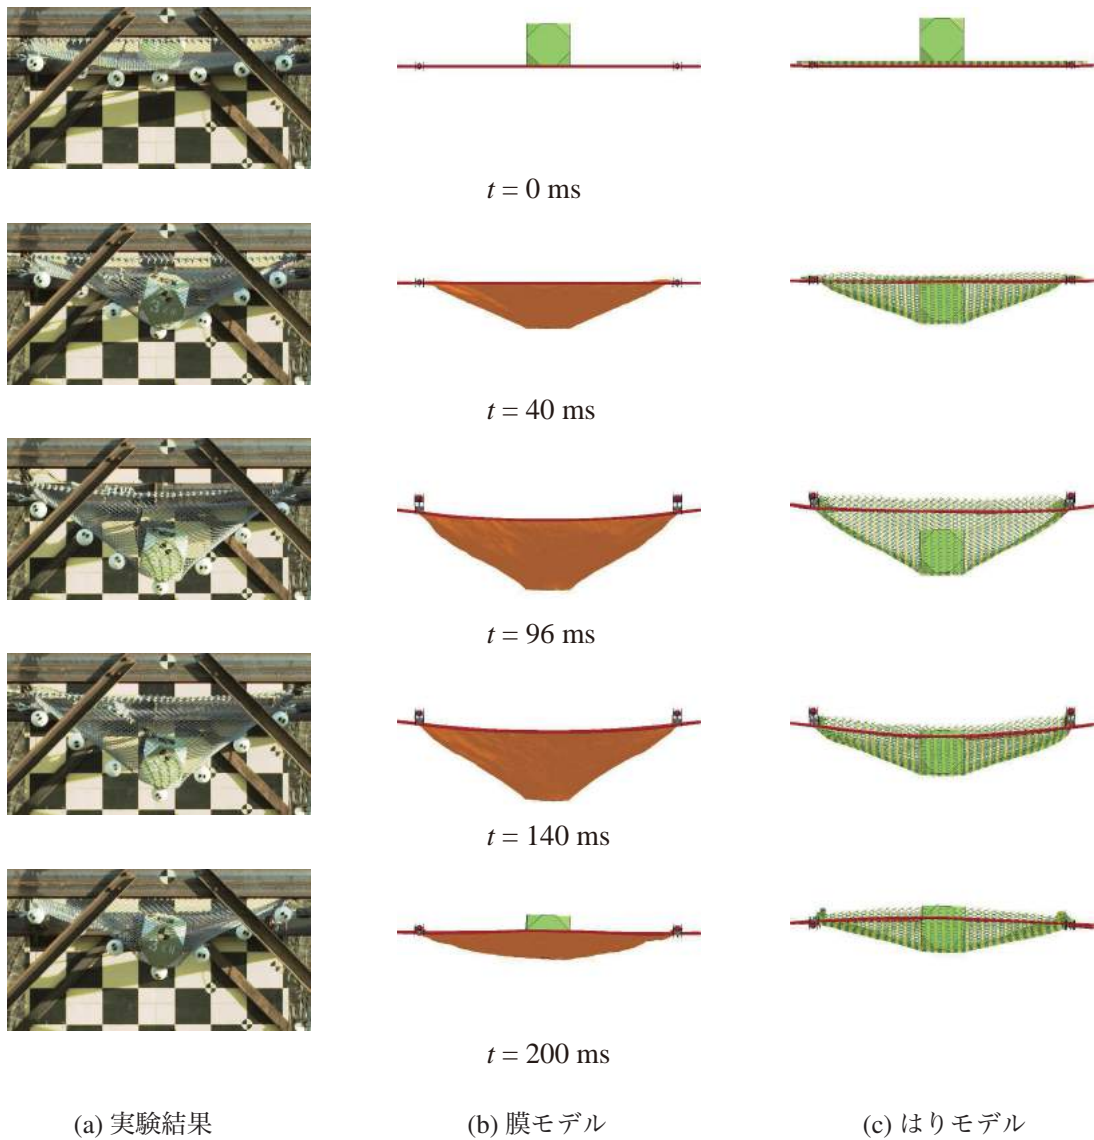 t = 0 ms
t = 40 ms
t = 96 ms
t = 140 ms
t = 200 ms
(a) 実験結果 (b) 膜モデル (c) はりモデル